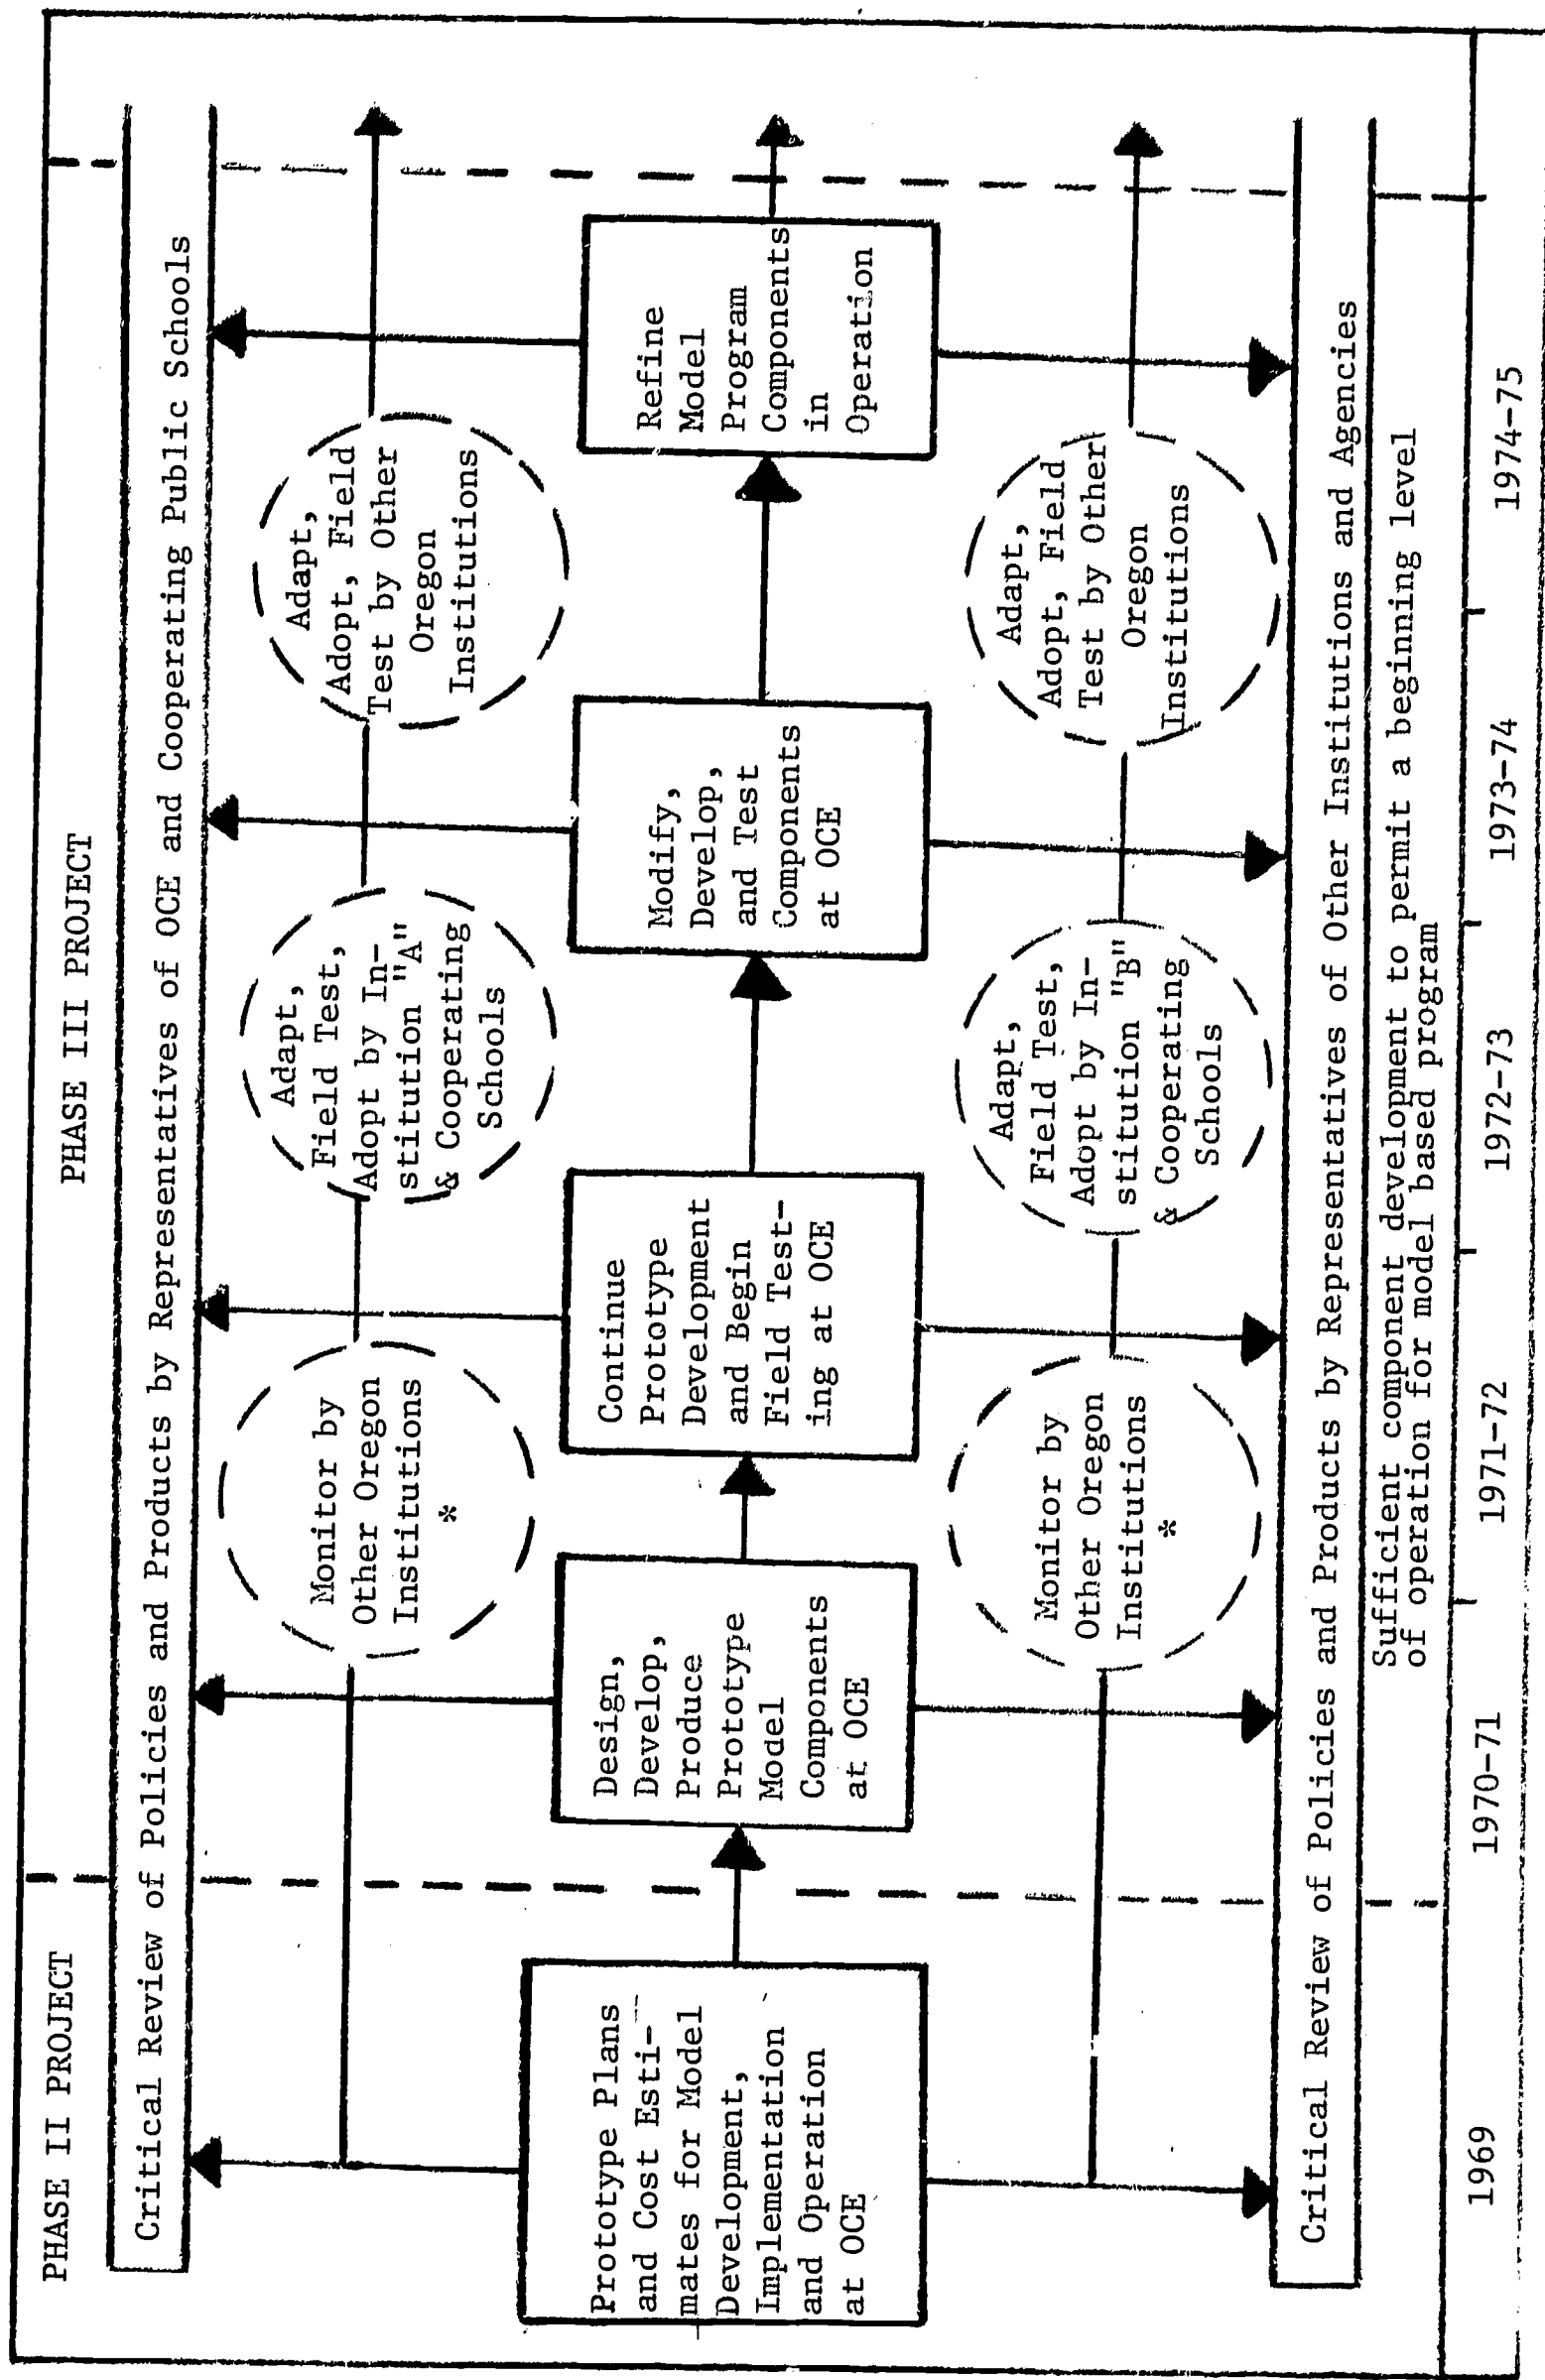 PHASE II PROJECT
PHASE III PROJECT
Critical Review of Policies and Products by Representatives of OCE and Cooperating Public Schools
Monitor by
Other Oregon
Institutions
*
Adapt,
Field Test,
Adopt by In-
stitution "A"
& Cooperating
Schools
Adapt,
Adopt, Field
Test by Other
Oregon
Institutions
Prototype Plans
and Cost Esti-
mates for Model
Development,
Implementation
and Operation
at OCE
Design,
Develop,
Produce
Prototype
Model
Components
at OCE
Continue
Prototype
Development
and Begin
Field Test-
ing at OCE
Modify,
Develop,
and Test
Components
at OCE
Refine
Model
Program
Components
in
Operation
Monitor by
Other Oregon
Institutions
*
Adapt,
Field Test,
Adopt by In-
stitution "B"
& Cooperating
Schools
Adapt,
Adopt, Field
Test by Other
Oregon
Institutions
Critical Review of Policies and Products by Representatives of Other Institutions and Agencies
Sufficient component development to permit a beginning level
of operation for model based program
1969
1970-71
1971-72
1972-73
1973-74
1974-75